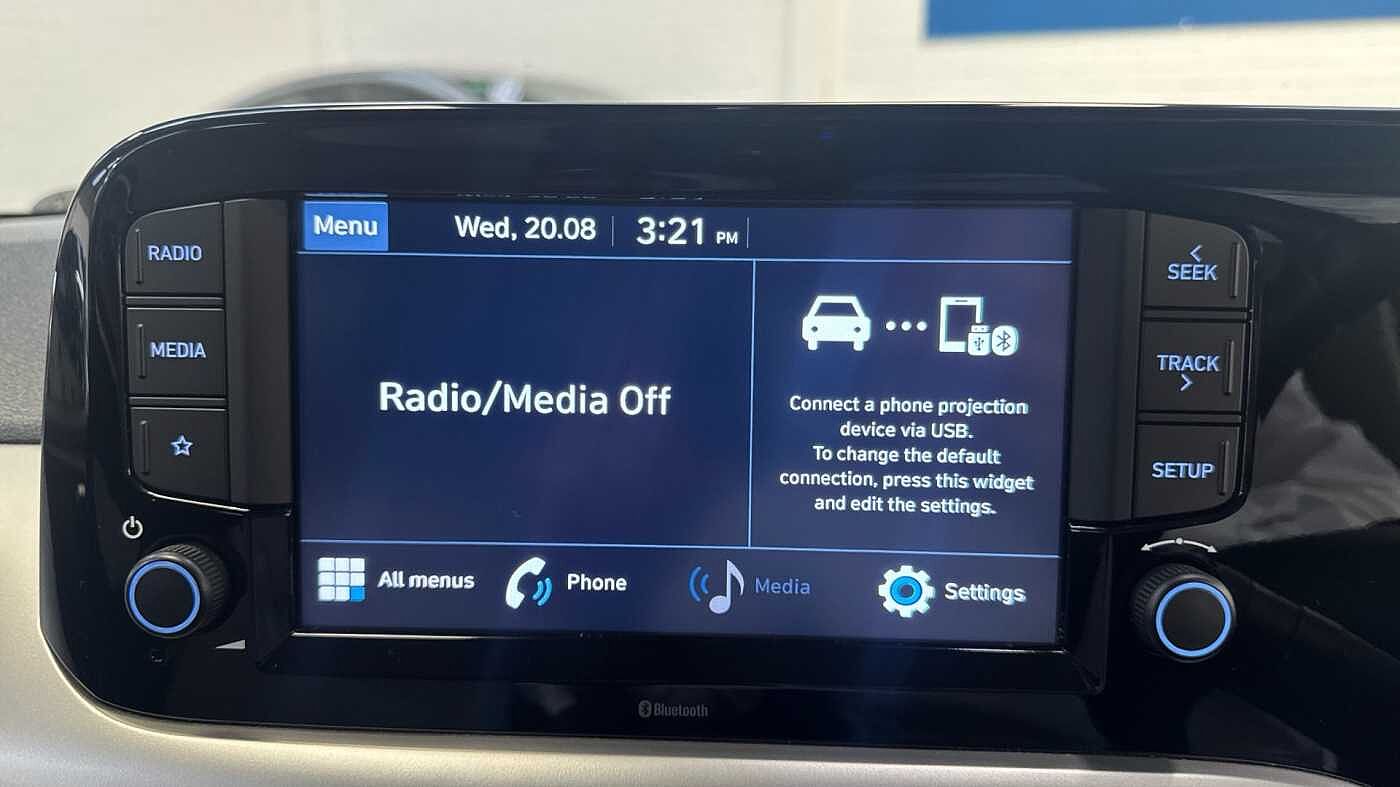 Menu
Wed, 20.08
3:21 PM
RADIO
MEDIA
Radio/Media Off
Connect a phone projection
device via USB.
To change the default
connection, press this widget
and edit the settings.
SEEK
TRACK
SETUP
All menus
Phone
Media
Settings
Bluetooth